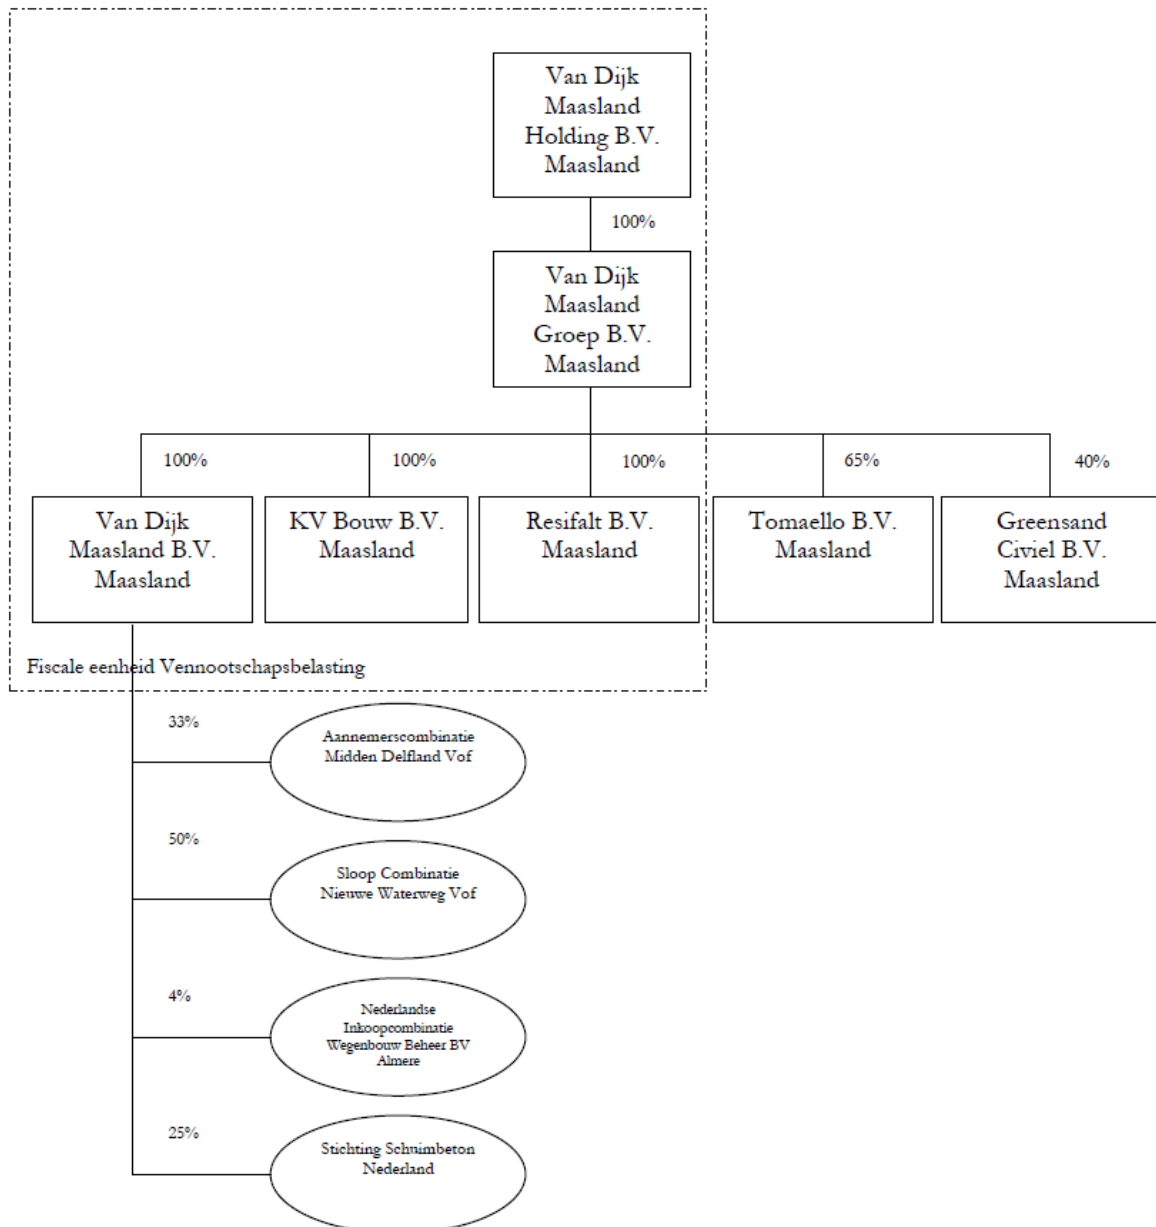 Van Dijk
Maasland
Holding B.V.
Maasland
100%
Van Dijk
Maasland
Groep B.V.
Maasland
100%
100%
100%
65%
40%
Van Dijk
Maasland B.V.
Maasland
KV Bouw B.V.
Maasland
Resifalt B.V.
Maasland
Tomaello B.V.
Maasland
Greensand
Civiel B.V.
Maasland
Fiscale eenheid Vennootschapsbelasting
33%
Aannemerscombinatie
Midden Delfland Vof
50%
Sloop Combinatie
Nieuwe Waterweg Vof
4%
Nederlandse
Inkoopcombinatie
Wegenbouw Beheer BV
Almere
25%
Stichting Schuimbeton
Nederland